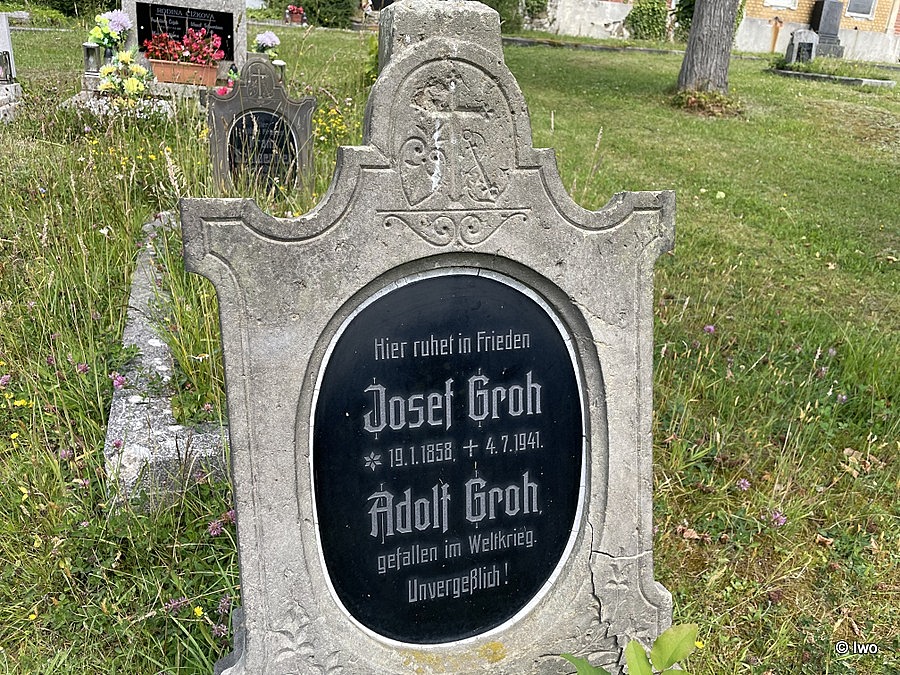 RODINA ČÍZKOVA
Hier ruhet in Frieden
Josef Groh
* 19.1.1858. + 4.7.1941.
Adolf Groh,
gefallen im Weltkrieg.
Unvergeßlich!
© Iwo.